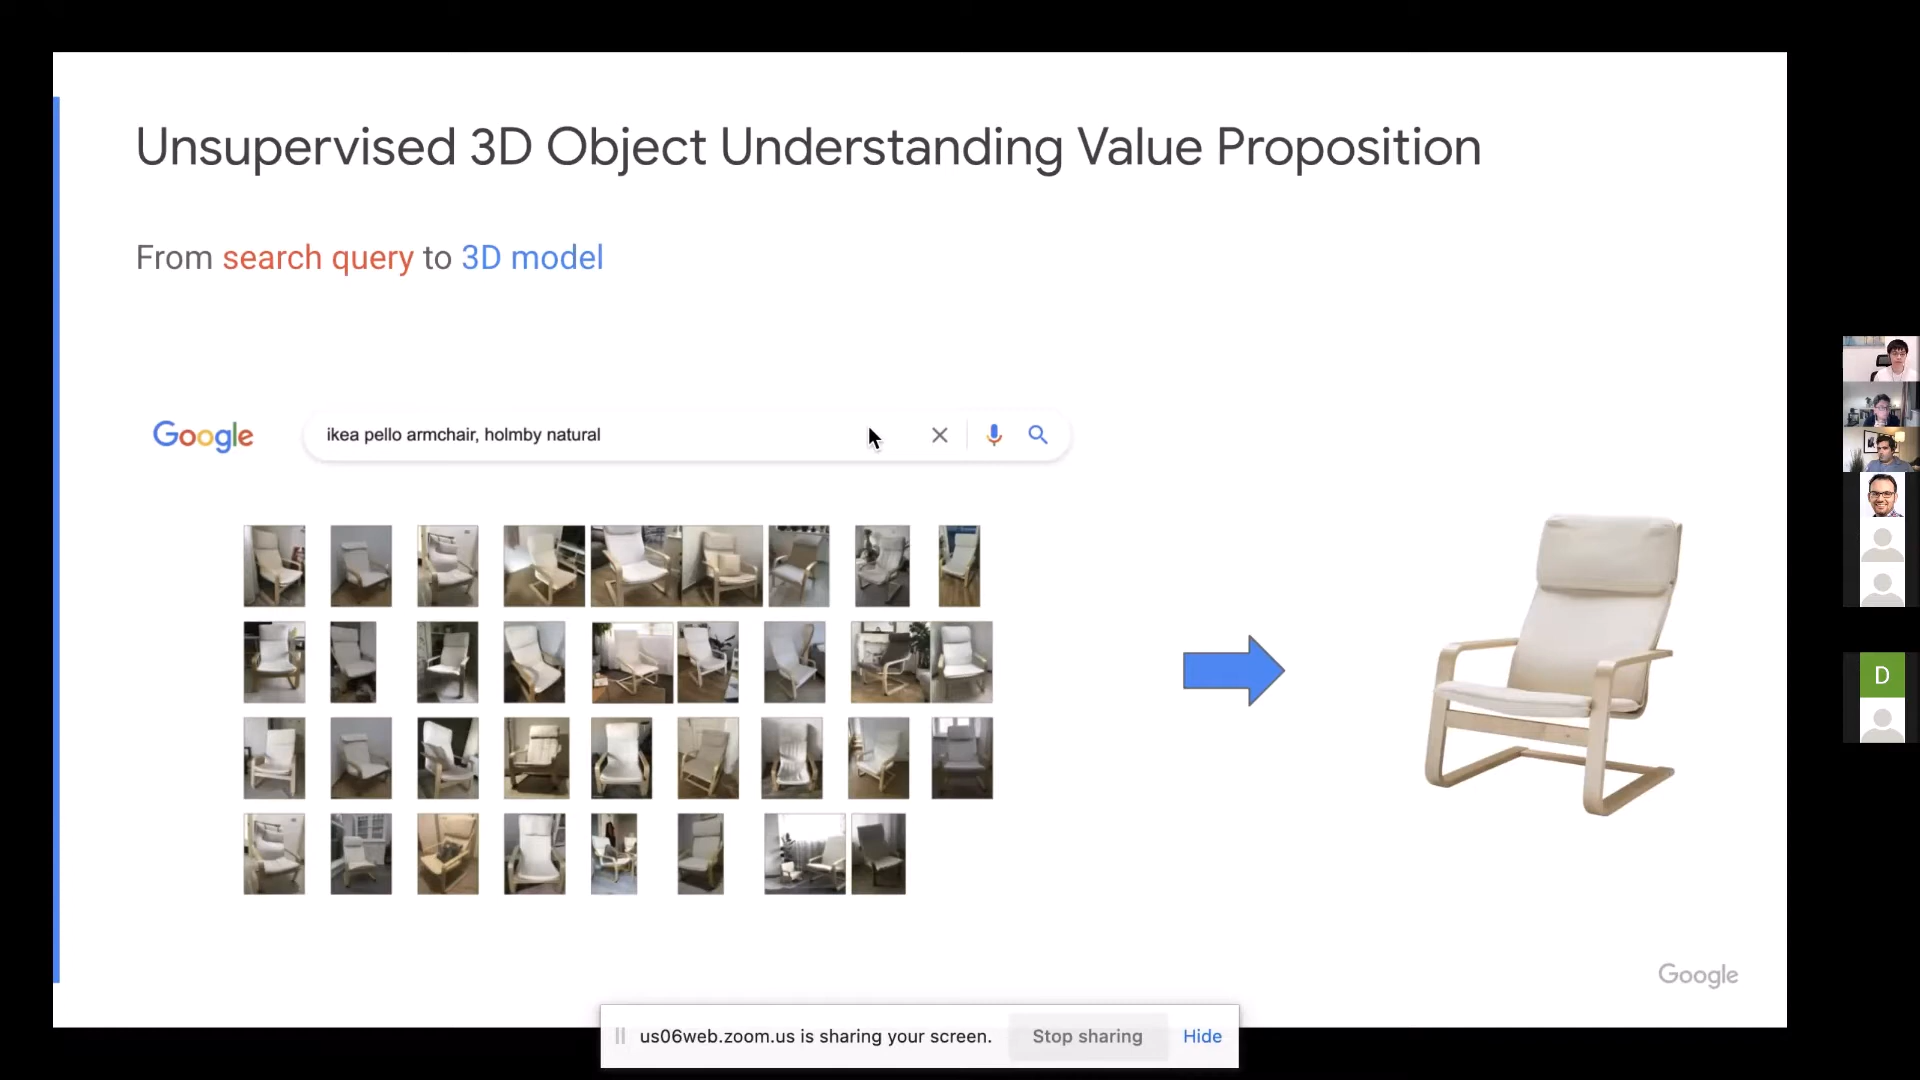 Unsupervised 3D Object Understanding Value Proposition
From search query to 3D model
Google
ikea pello armchair, holmby natural
D
Google
us06web.zoom.us is sharing your screen.
Stop sharing
Hide